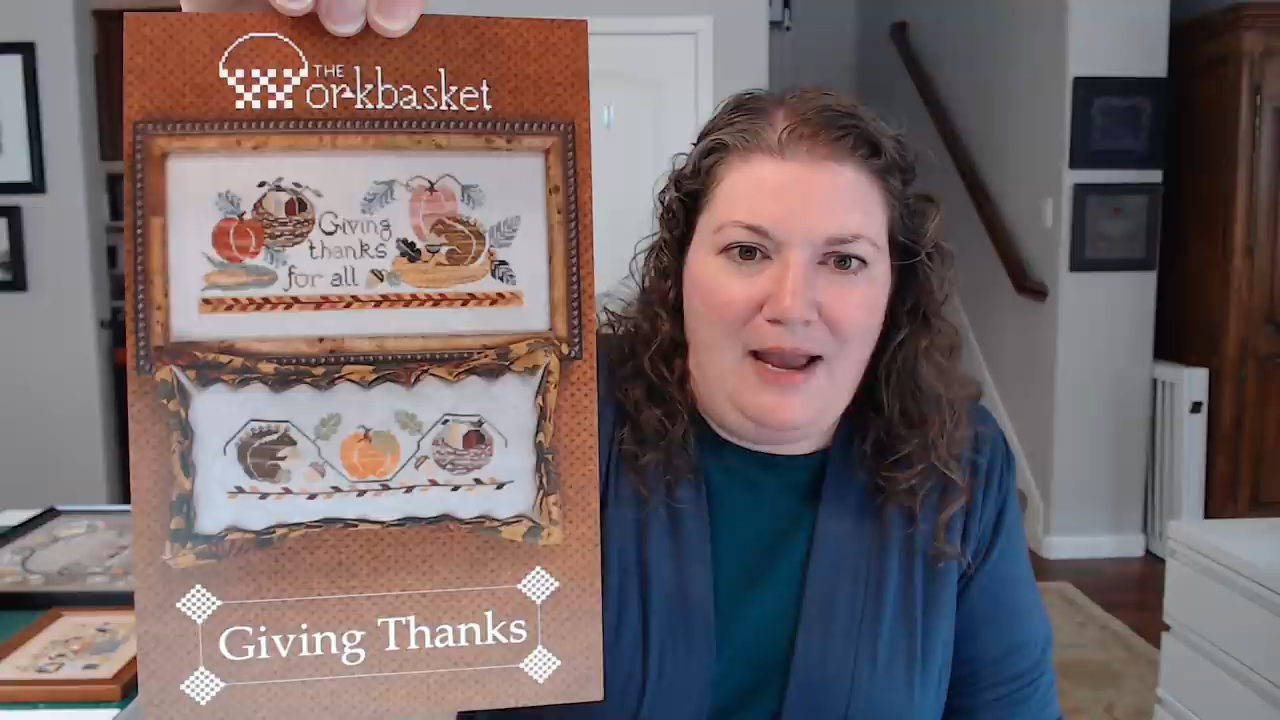 THE
Workbasket
Giving
thanks
for all
Giving Thanks